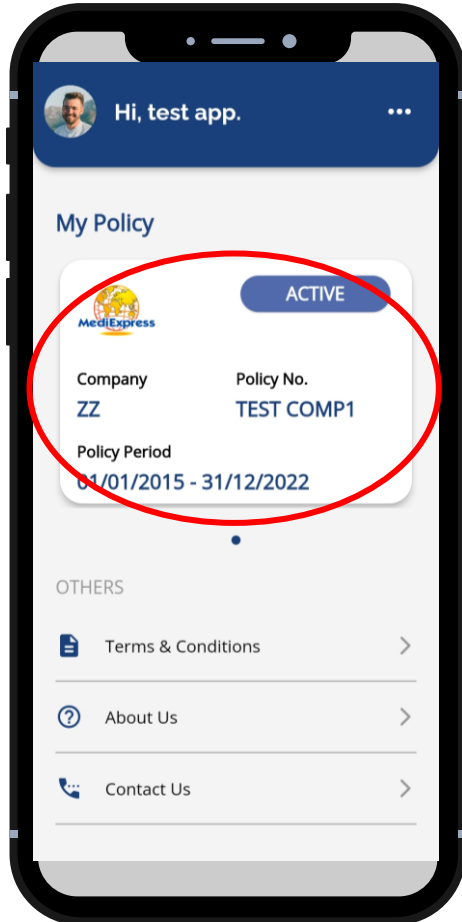 Hi, test app.
My Policy
MediExpress
ACTIVE
Company
Policy No.
ZZ
TEST COMP1
Policy Period
01/01/2015 - 31/12/2022
OTHERS
Terms & Conditions
About Us
Contact Us